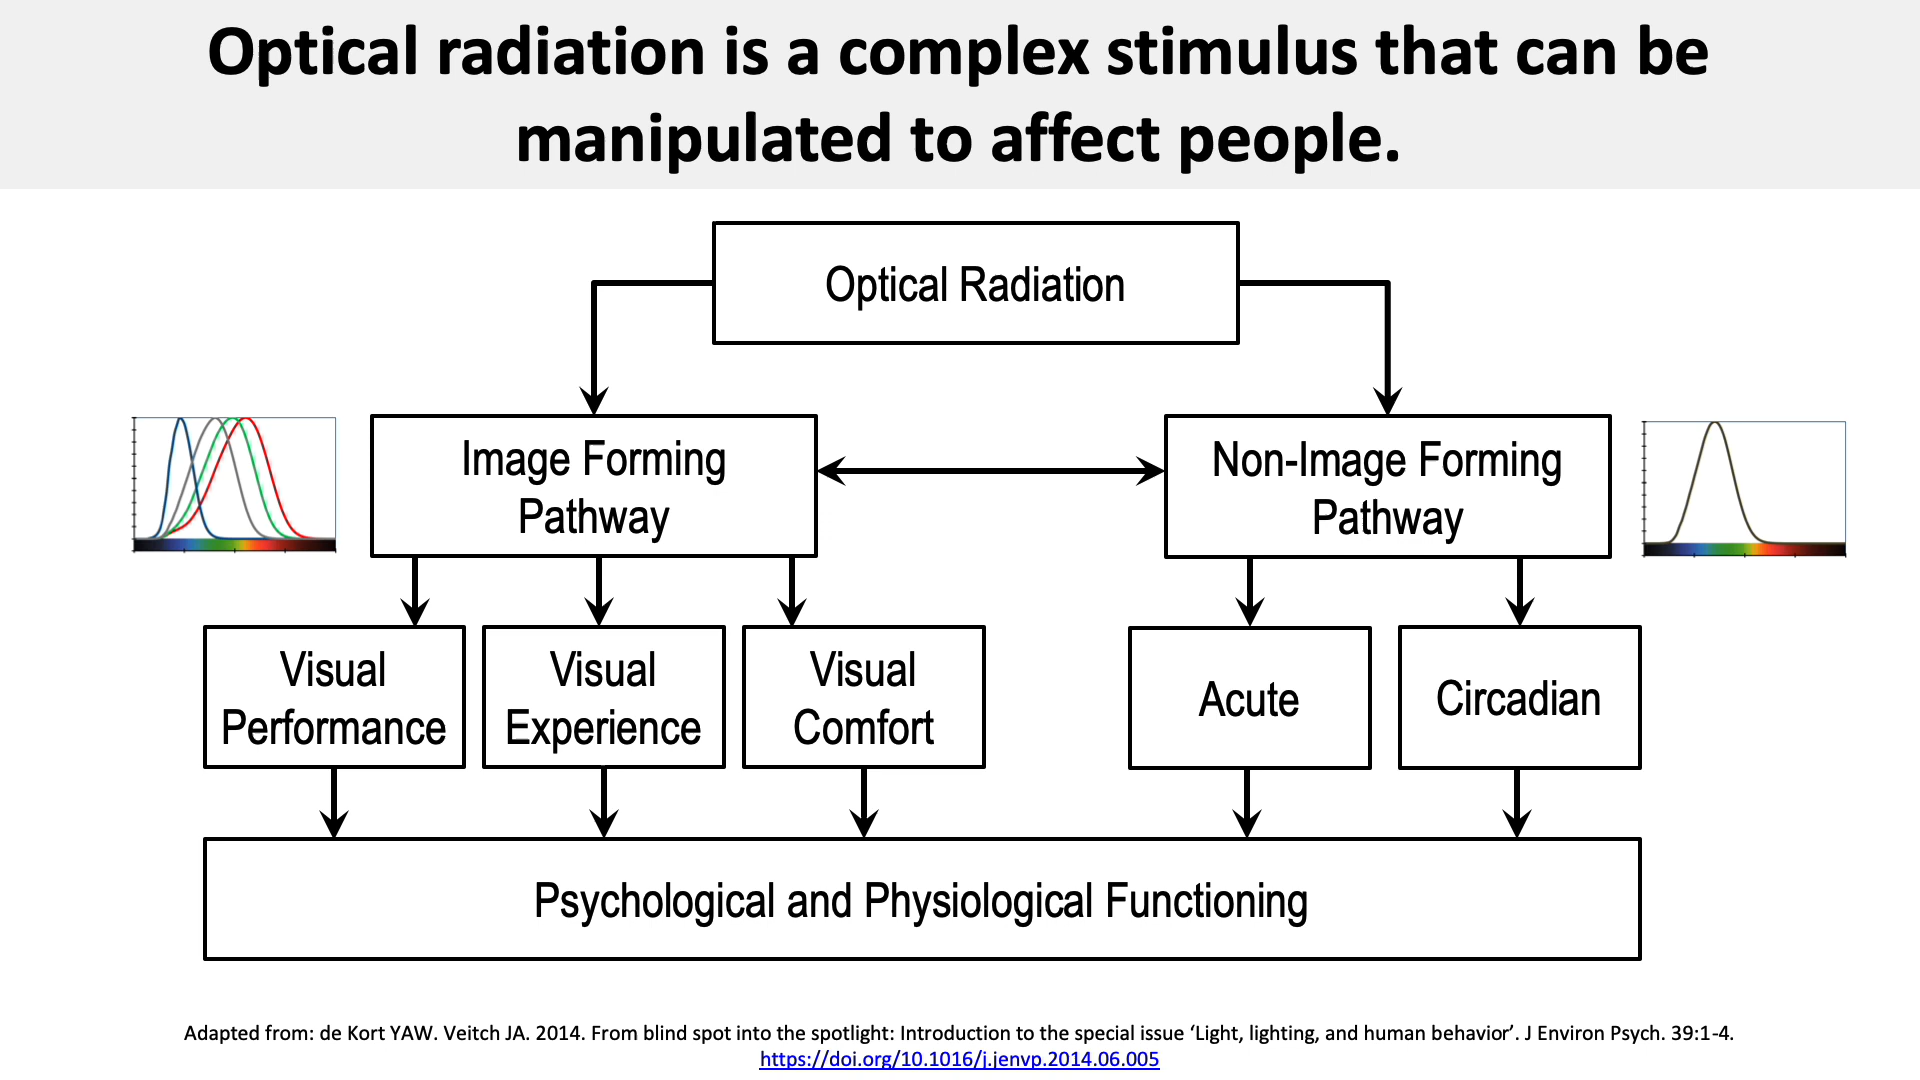 Optical radiation is a complex stimulus that can be
manipulated to affect people.
Optical Radiation
Image Forming
Pathway
Non-Image Forming
Pathway
Visual
Performance
Visual
Experience
Visual
Comfort
Acute
Circadian
Psychological and Physiological Functioning
Adapted from: de Kort YAW. Veitch JA. 2014. From blind spot into the spotlight: Introduction to the special issue ‘Light, lighting, and human behavior’. J Environ Psych. 39:1-4.
https://doi.org/10.1016/j.jenvp.2014.06.005